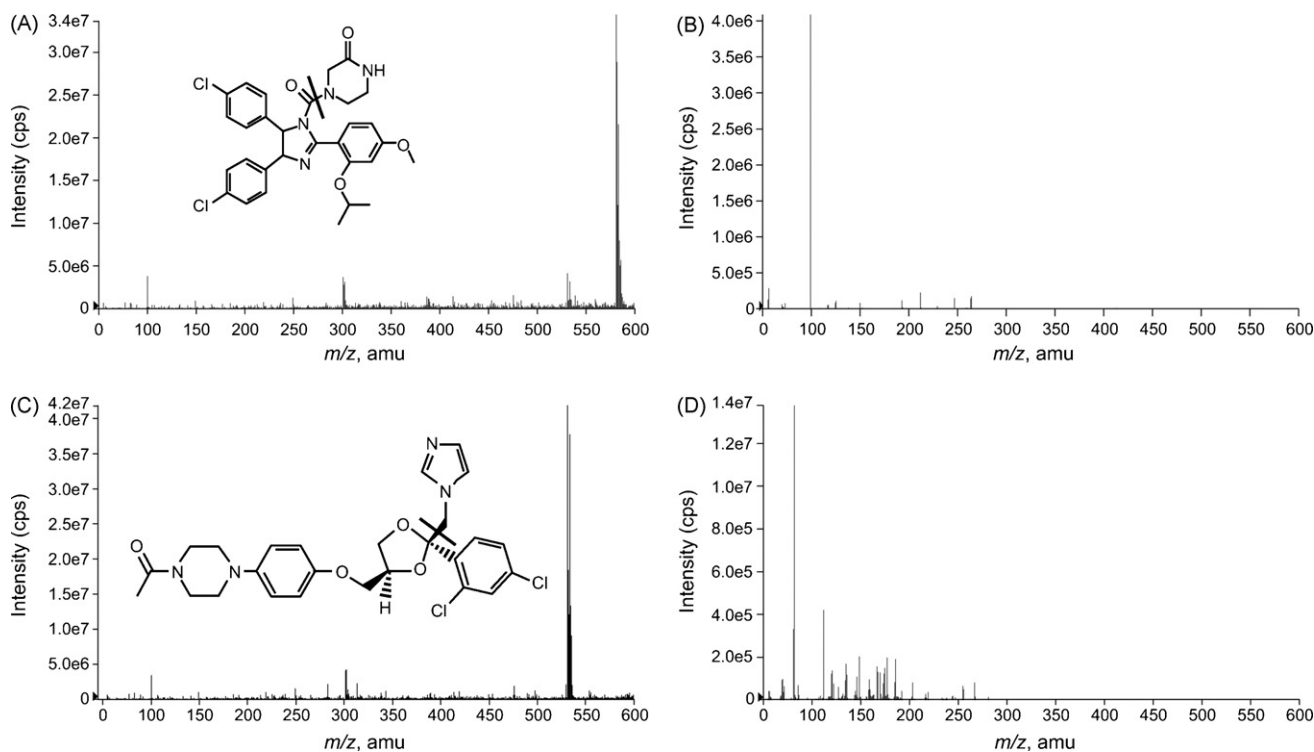 (A)
Intensity (cps)
3.4e7
3.0e7
2.5e7
2.0e7
1.5e7
1.0e7
5.0e6
0
0 50 100 150 200 250 300 350 400 450 500 550 600
m/z, amu
O
NH
N
O
Cl
N
N
O
O
Cl
(B)
Intensity (cps)
4.0e6
3.5e6
3.0e6
2.5e6
2.0e6
1.5e6
1.0e6
5.0e5
0
0 50 100 150 200 250 300 350 400 450 500 550 600
m/z, amu
(C)
Intensity (cps)
4.2e7
4.0e7
3.5e7
3.0e7
2.5e7
2.0e7
1.5e7
1.0e7
5.0e6
0
0 50 100 150 200 250 300 350 400 450 500 550 600
m/z, amu
N
N
O
O
O
N
N
O
H
Cl
Cl
(D)
Intensity (cps)
1.4e7
1.2e7
1.0e7
8.0e5
6.0e5
4.0e5
2.0e5
0
0 50 100 150 200 250 300 350 400 450 500 550 600
m/z, amu